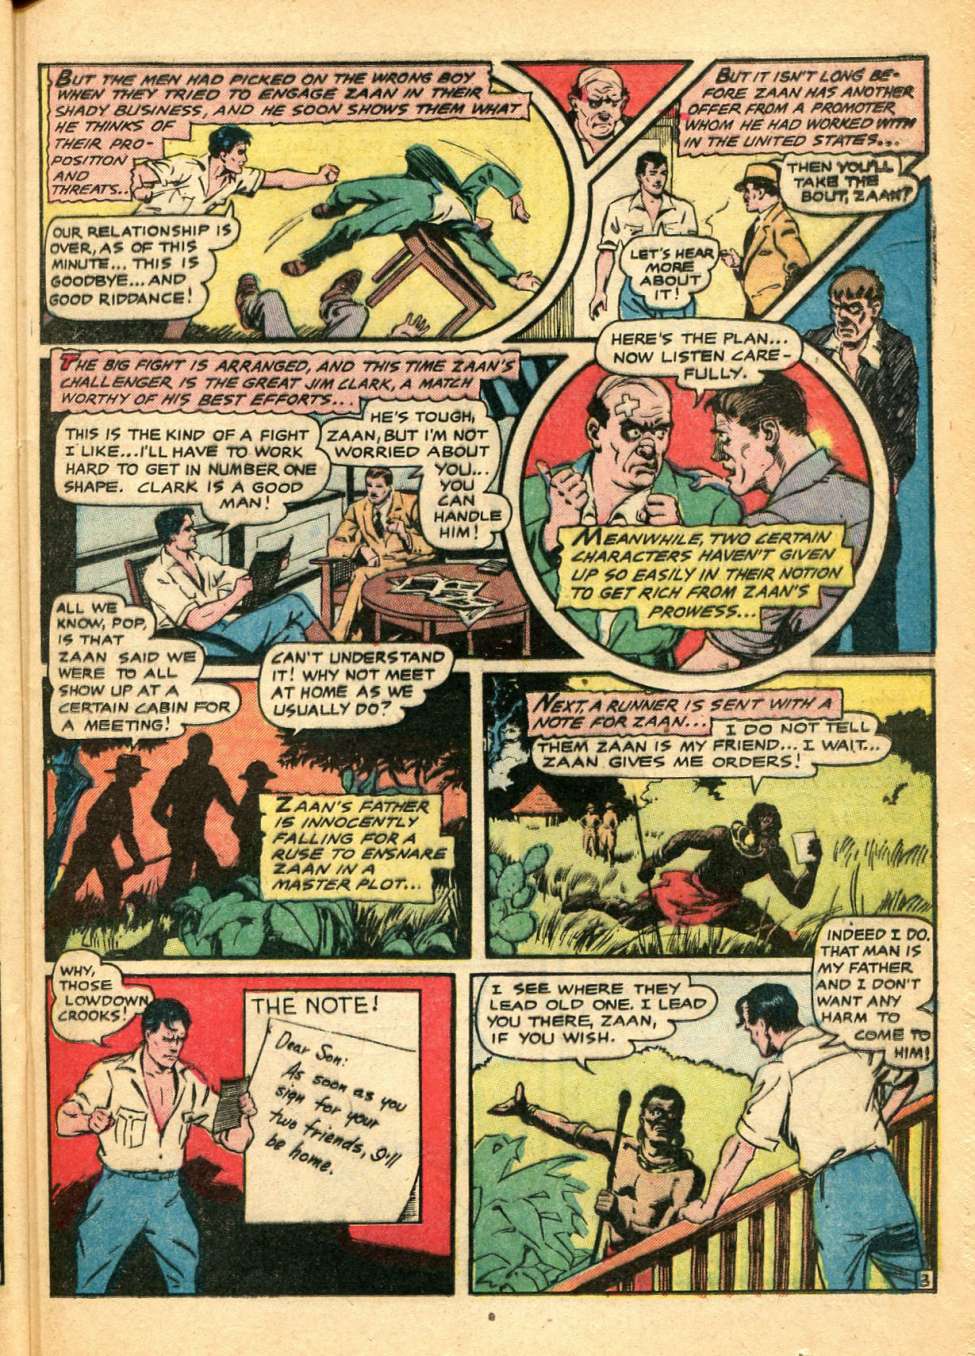 BUT THE MEN HAD PICKED ON THE WRONG BOY
WHEN THEY TRIED TO ENGAGE ZAAN IN THEIR
SHADY BUSINESS, AND HE SOON SHOWS THEM WHAT
HE THINKS OF
THEIR PRO-
POSITION
AND
THREATS...
OUR RELATIONSHIP IS
OVER, AS OF THIS
MINUTE... THIS IS
GOODBYE... AND
GOOD RIDDANCE!
BUT IT ISN'T LONG BE-
FORE ZAAN HAS ANOTHER
OFFER FROM A PROMOTER
WHOM HE HAD WORKED WITH
IN THE UNITED STATES...
THEN YOU'LL
TAKE THE
BOUT, ZAAN?
LET'S HEAR
MORE
ABOUT
IT!
THE BIG FIGHT IS ARRANGED, AND THIS TIME ZAAN'S
CHALLENGER IS THE GREAT JIM CLARK, A MATCH
WORTHY OF HIS BEST EFFORTS...
THIS IS THE KIND OF A FIGHT
I LIKE... I'LL HAVE TO WORK
HARD TO GET IN NUMBER ONE
SHAPE. CLARK IS A GOOD
MAN!
HE'S TOUGH,
ZAAN, BUT I'M NOT
WORRIED ABOUT
YOU...
YOU
CAN
HANDLE
HIM!
HERE'S THE PLAN...
NOW LISTEN CARE-
FULLY.
MEANWHILE, TWO CERTAIN
CHARACTERS HAVEN'T GIVEN
UP SO EASILY IN THEIR NOTION
TO GET RICH FROM ZAAN'S
PROWESS...
ALL WE
KNOW, POP,
IS THAT
ZAAN SAID WE
WERE TO ALL
SHOW UP AT A
CERTAIN CABIN FOR
A MEETING!
CAN'T UNDERSTAND
IT! WHY NOT MEET
AT HOME AS WE
USUALLY DO?
ZAAN'S FATHER
IS INNOCENTLY
FALLING FOR A
RUSE TO ENSNARE
ZAAN IN A
MASTER PLOT...
NEXT, A RUNNER IS SENT WITH A
NOTE FOR ZAAN...
I DO NOT TELL
THEM ZAAN IS MY FRIEND... I WAIT...
ZAAN GIVES ME ORDERS!
WHY,
THOSE
LOWDOWN
CROOKS!
THE NOTE!
Dear Son:
As soon as you
sign for your
two friends, I'll
be home.
I SEE WHERE THEY
LEAD OLD ONE. I LEAD
YOU THERE, ZAAN,
IF YOU WISH.
INDEED I DO.
THAT MAN IS
MY FATHER
AND I DON'T
WANT ANY
HARM TO
COME TO
HIM!
3